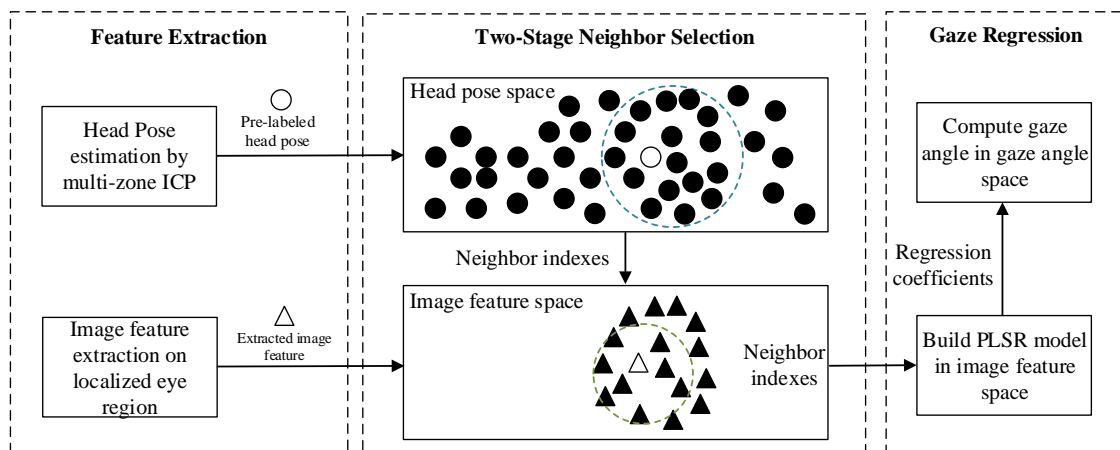 Feature Extraction
Head Pose
estimation by
multi-zone ICP
Pre-labeled
head pose
Image feature
extraction on
localized eye
region
Extracted image
feature
Two-Stage Neighbor Selection
Head pose space
Neighbor indexes
Image feature space
Neighbor
indexes
Gaze Regression
Compute gaze
angle in gaze angle
space
Regression
coefficients
Build PLSR model
in image feature
space